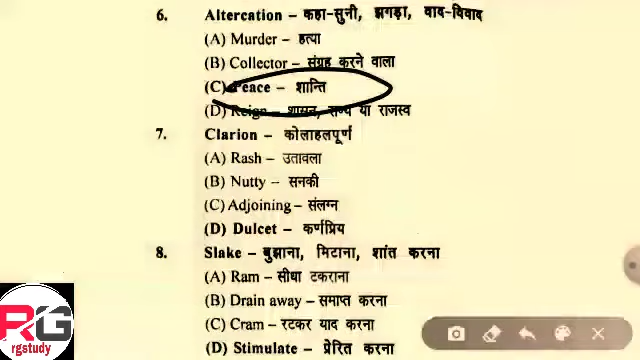 6. Altercation – कहा-सुनी, झगड़ा, वाद-विवाद
(A) Murder – हत्या
(B) Collector – संग्रह करने वाला
(C) Peace – शान्ति
(D) Reign – शासन, राज्य या राजस्व
7. Clarion – कोलाहलपूर्ण
(A) Rash – उतावला
(B) Nutty – सनकी
(C) Adjoining – संलग्न
(D) Dulcet – कर्णप्रिय
8. Slake – बुझाना, मिटाना, शांत करना
(A) Ram – सीधा टकराना
(B) Drain away – समाप्त करना
(C) Cram – रटकर याद करना
(D) Stimulate – प्रेरित करना
RG
rgstudy